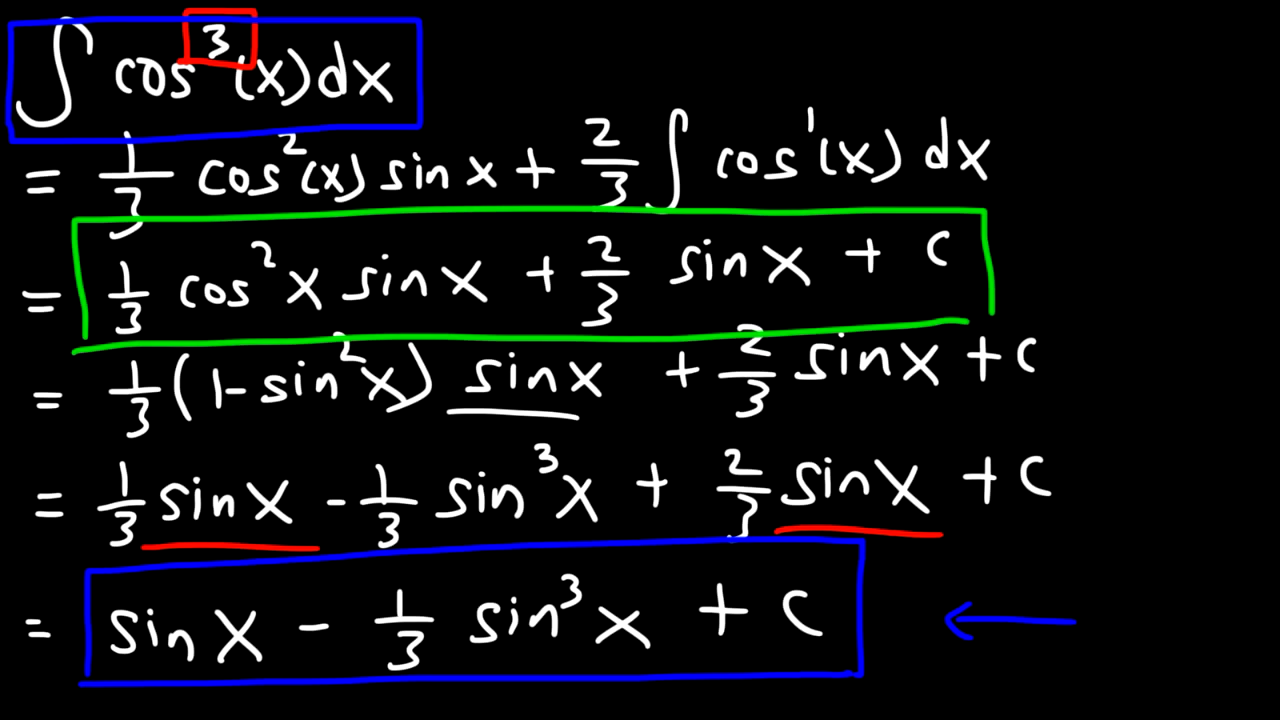 ∫ cos³(x)dx
= 1/3 cos²(x) sin x + 2/3 ∫ cos¹(x) dx
= 1/3 cos²x sin x + 2/3 sin x + c
= 1/3 (1-sin²x) sin x + 2/3 sin x + c
= 1/3 sin x - 1/3 sin³x + 2/3 sin x + c
= sin x - 1/3 sin³x + c